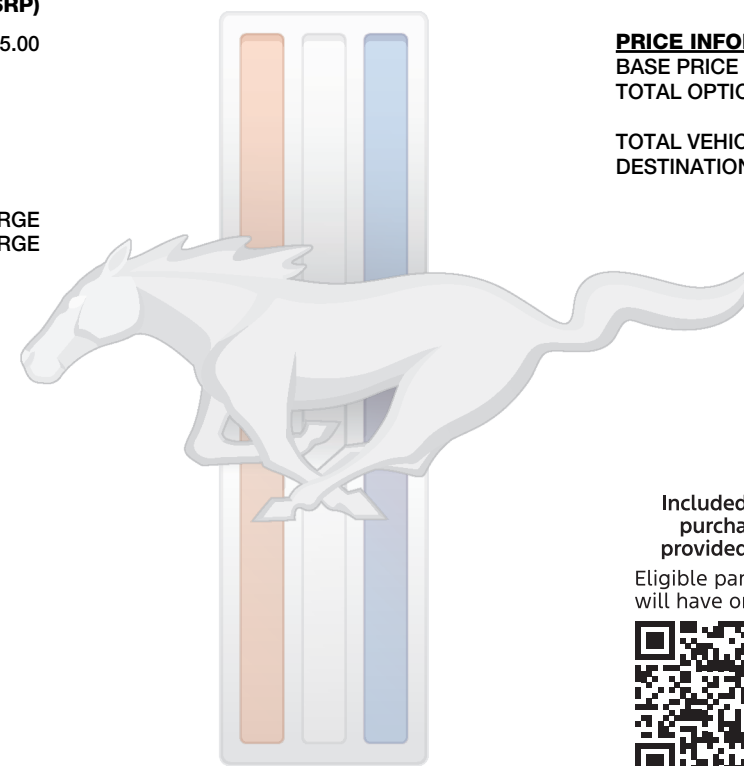 SRP)
5.00
RGE
RGE
PRICE INFO
BASE PRICE
TOTAL OPTIO
TOTAL VEHIC
DESTINATION
Included
purcha
provided
Eligible par
will have o